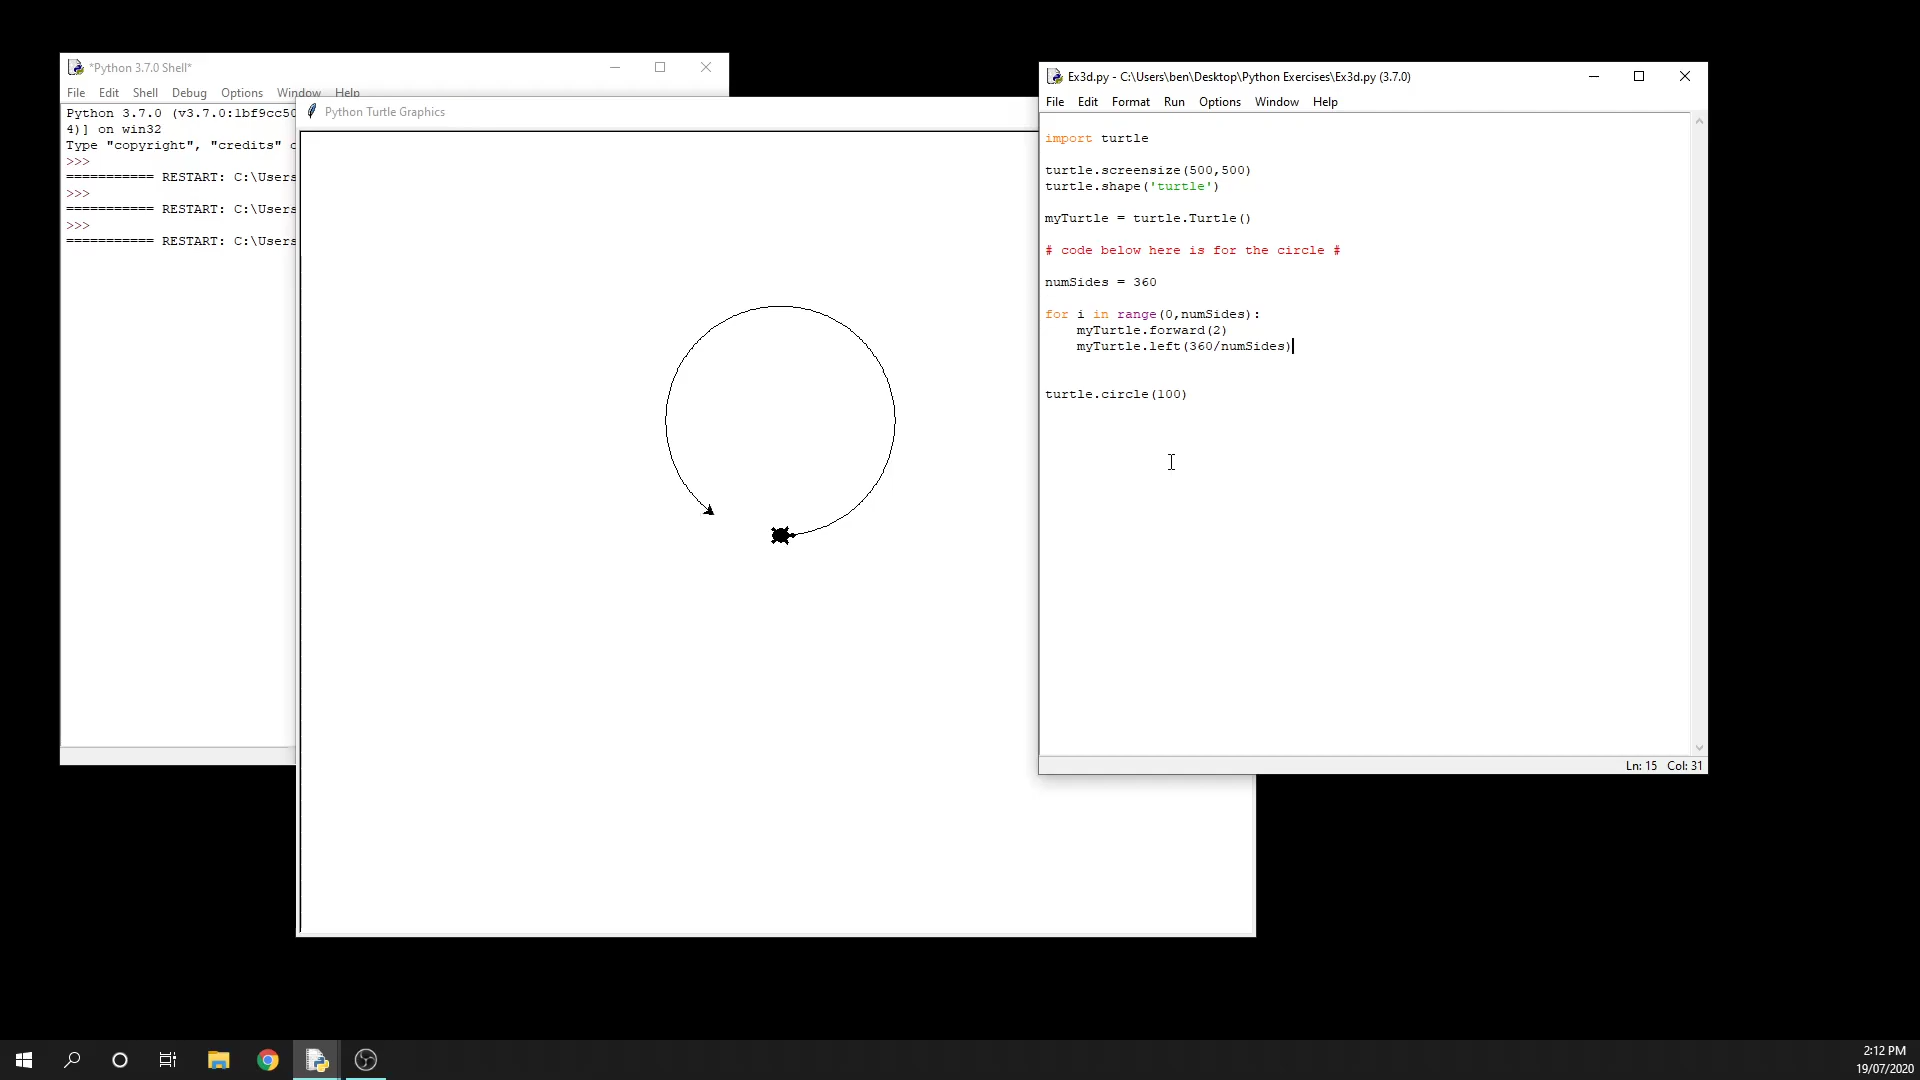 *Python 3.7.0 Shell*
File Edit Shell Debug Options Window Help
Python 3.7.0 (v3.7.0:1bf9cc50
4)] on win32
Type "copyright", "credits"
>>>
=========== RESTART: C:\Users
>>>
=========== RESTART: C:\Users
>>>
=========== RESTART: C:\Users
Python Turtle Graphics
Ex3d.py - C:\Users\ben\Desktop\Python Exercises\Ex3d.py (3.7.0)
File Edit Format Run Options Window Help
import turtle
turtle.screensize(500,500)
turtle.shape('turtle')
myTurtle = turtle.Turtle()
# code below here is for the circle #
numSides = 360
for i in range(0,numSides):
    myTurtle.forward(2)
    myTurtle.left(360/numSides)
turtle.circle(100)
Ln: 15 Col: 31
2:12 PM
19/07/2020